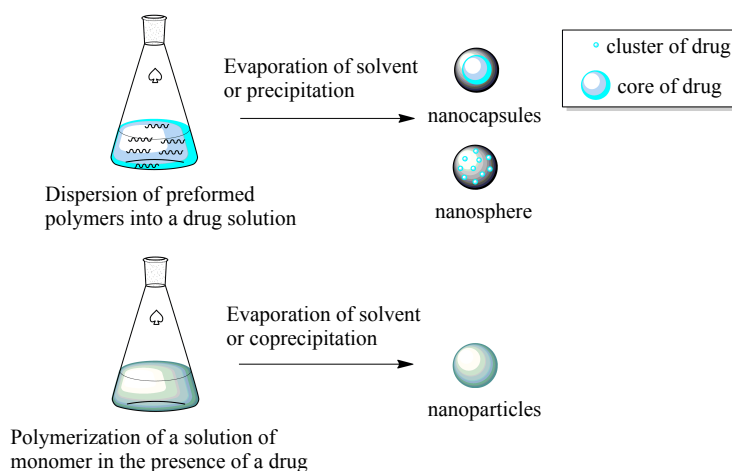 Evaporation of solvent
or precipitation
cluster of drug
core of drug
nanocapsules
nanosphere
Dispersion of preformed
polymers into a drug solution
Evaporation of solvent
or coprecipitation
nanoparticles
Polymerization of a solution of
monomer in the presence of a drug